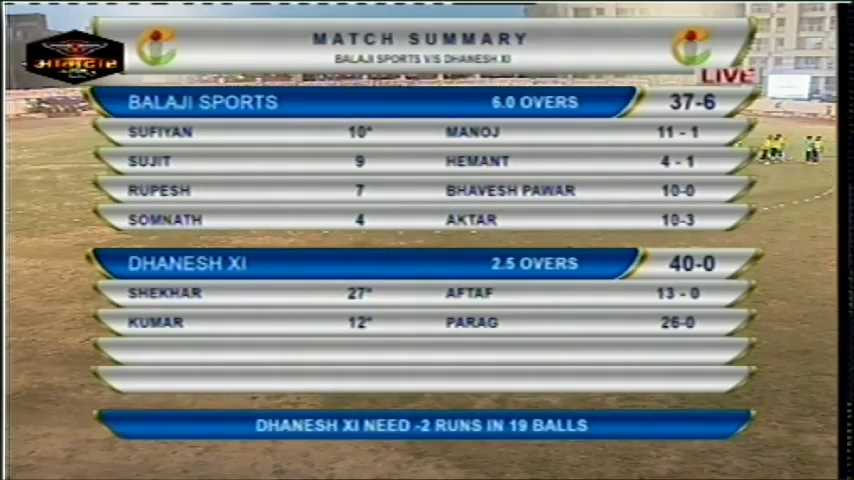 आमदार
MATCH SUMMARY
BALAJI SPORTS V/S DHANESH XI
LIVE
BALAJI SPORTS 6.0 OVERS 37-6
SUFIYAN 10* MANOJ 11 - 1
SUJIT 9 HEMANT 4 - 1
RUPESH 7 BHAVESH PAWAR 10-0
SOMNATH 4 AKTAR 10-3
DHANESH XI 2.5 OVERS 40-0
SHEKHAR 27* AFTAF 13 - 0
KUMAR 12* PARAG 26-0
DHANESH XI NEED -2 RUNS IN 19 BALLS